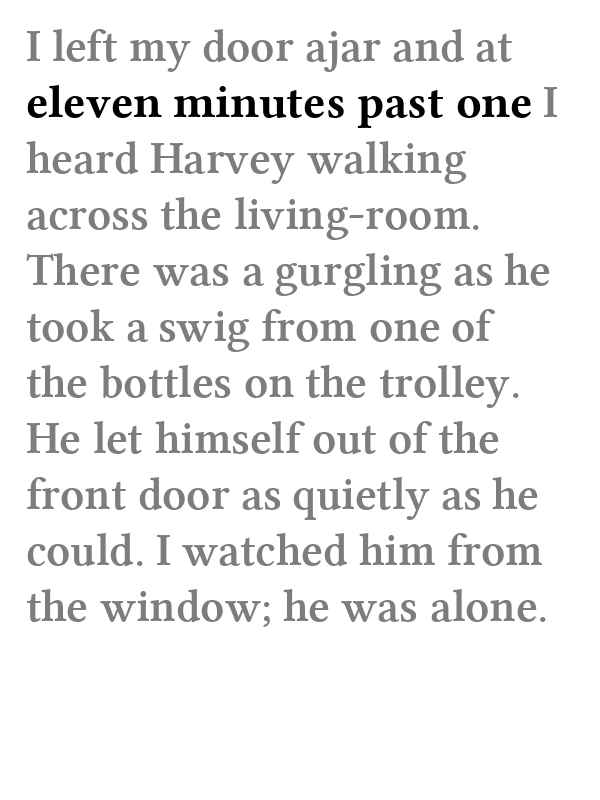 I left my door ajar and at
eleven minutes past one I
heard Harvey walking
across the living-room.
There was a gurgling as he
took a swig from one of
the bottles on the trolley.
He let himself out of the
front door as quietly as he
could. I watched him from
the window; he was alone.